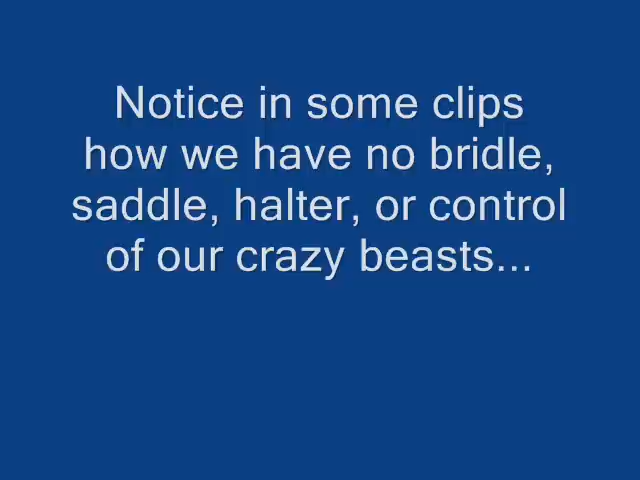 Notice in some clips
how we have no bridle,
saddle, halter, or control
of our crazy beasts...